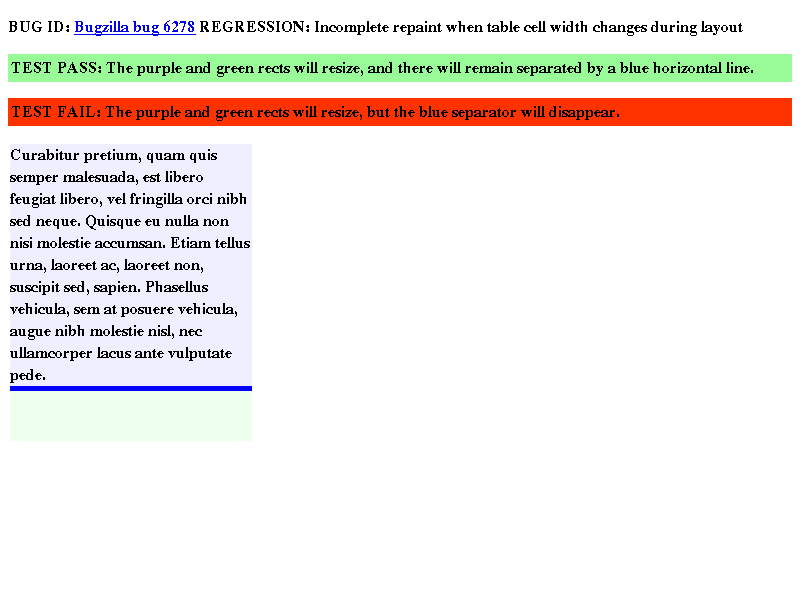 BUG ID: Bugzilla bug 6278 REGRESSION: Incomplete repaint when table cell width changes during layout
TEST PASS: The purple and green rects will resize, and there will remain separated by a blue horizontal line.
TEST FAIL: The purple and green rects will resize, but the blue separator will disappear.
Curabitur pretium, quam quis
semper malesuada, est libero
feugiat libero, vel fringilla orci nibh
sed neque. Quisque eu nulla non
nisi molestie accumsan. Etiam tellus
urna, laoreet ac, laoreet non,
suscipit sed, sapien. Phasellus
vehicula, sem at posuere vehicula,
augue nibh molestie nisl, nec
ullamcorper lacus ante vulputate
pede.